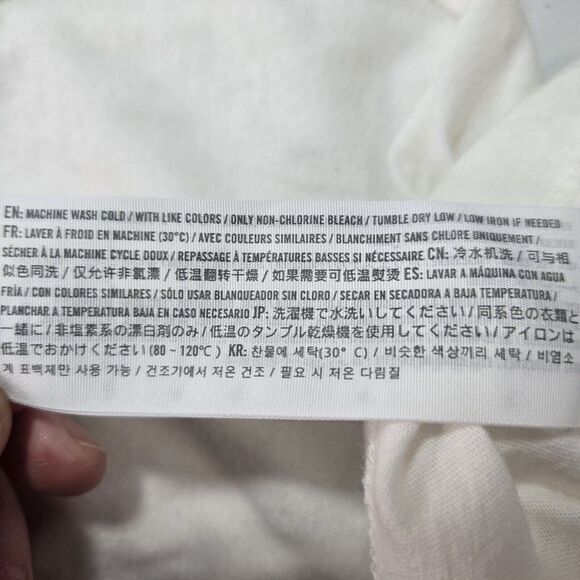 EN: MACHINE WASH COLD / WITH LIKE COLORS / ONLY NON-CHLORINE BLEACH / TUMBLE DRY LOW / LOW IRON IF NEEDED
FR: LAVER À FROID EN MACHINE (30°C) / AVEC COULEURS SIMILAIRES / BLANCHIMENT SANS CHLORE UNIQUEMENT /
SÉCHER À LA MACHINE CYCLE DOUX / REPASSAGE À TEMPÉRATURES BASSES SI NÉCESSAIRE CN: 冷水机洗 / 可与相
似色同洗 / 仅允许非氯漂 / 低温翻转干燥 / 如果需要可低温熨烫 ES: LAVAR A MÁQUINA CON AGUA
FRÍA / CON COLORES SIMILARES / SÓLO USAR BLANQUEADOR SIN CLORO / SECAR EN SECADORA A BAJA TEMPERATURA /
PLANCHAR A TEMPERATURA BAJA EN CASO NECESARIO JP: 洗濯機で水洗いしてください / 同系色の衣類と
一緒に / 非塩素系の漂白剤のみ / 低温のタンブル乾燥機を使用してください / アイロンは
低温でおかけください (80 ~ 120°C) KR: 찬물에 세탁(30° C) / 비슷한 색상끼리 세탁 / 비염소
계 표백제만 사용 가능 / 건조기에서 저온 건조 / 필요 시 저온 다림질